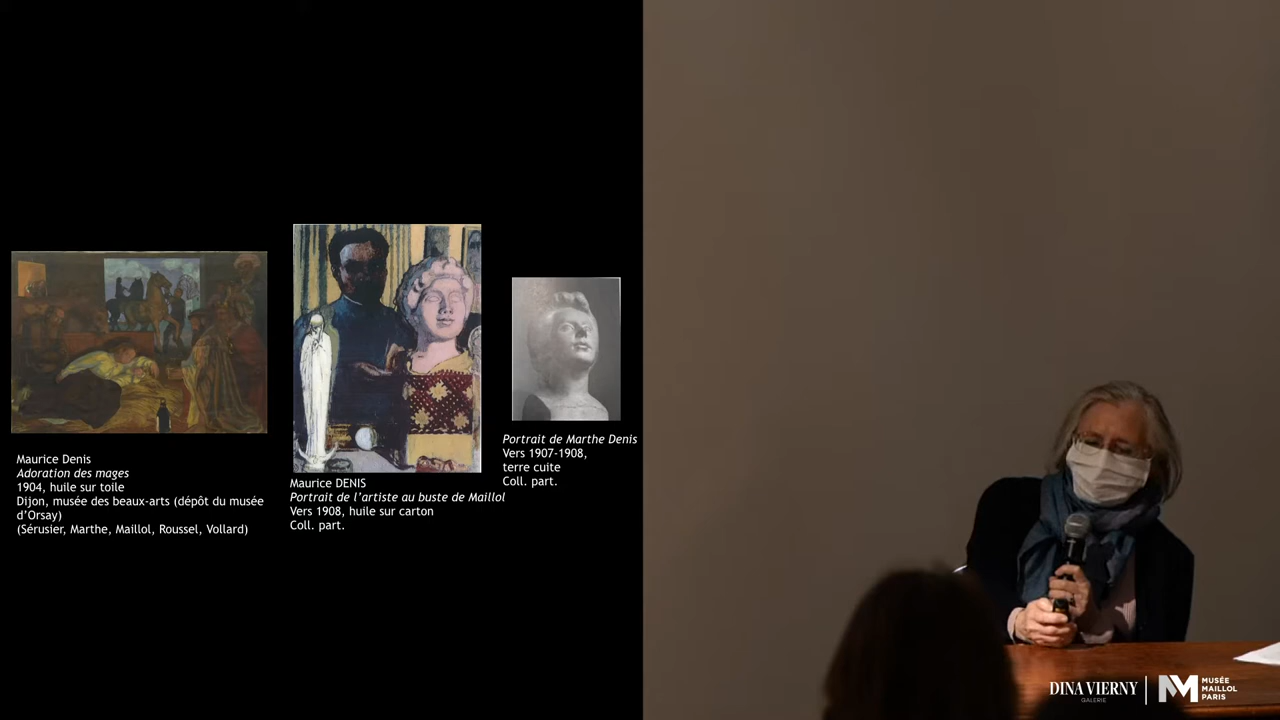 Maurice Denis
Adoration des mages
1904, huile sur toile
Dijon, musée des beaux-arts (dépôt du musée
d'Orsay)
(Sérusier, Marthe, Maillol, Roussel, Vollard)
Maurice DENIS
Portrait de l'artiste au buste de Maillol
Vers 1908, huile sur carton
Coll. part.
Portrait de Marthe Denis
Vers 1907-1908,
terre cuite
Coll. part.
DINA VIERNY
GALERIE
M
MUSÉE
MAILLOL
PARIS